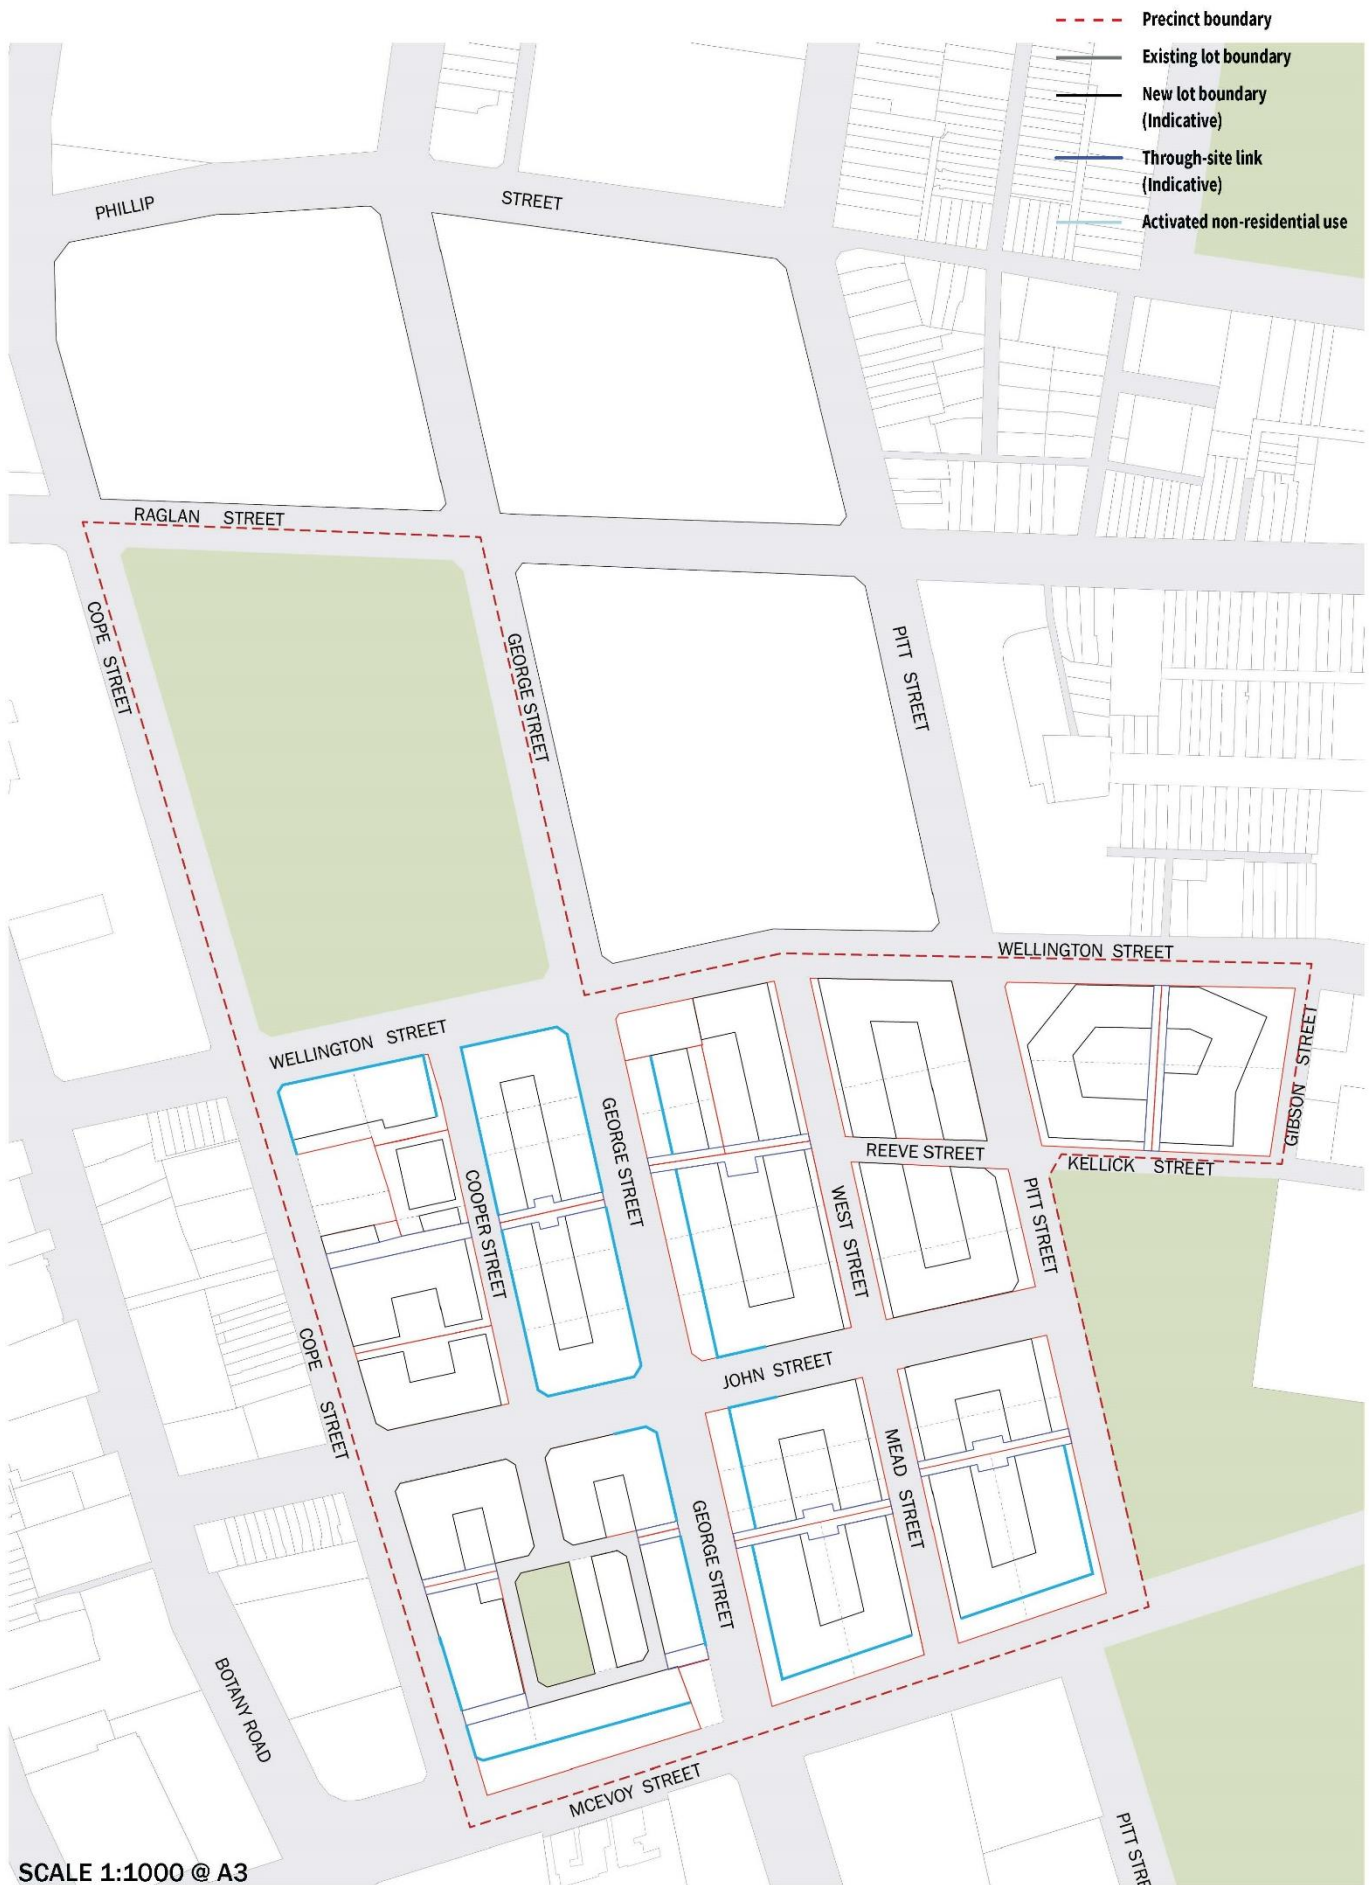 Precinct boundary
Existing lot boundary
New lot boundary
(Indicative)
Through-site link
(Indicative)
Activated non-residential use
PHILLIP STREET
RAGLAN STREET
COPE STREET
GEORGE STREET
PITT STREET
WELLINGTON STREET
WELLINGTON STREET
GIBSON STREET
GEORGE STREET
REEVE STREET
KELLICK STREET
COOPER STREET
WEST STREET
PITT STREET
COPE STREET
JOHN STREET
MEAD STREET
GEORGE STREET
BOTANY ROAD
MCEVOY STREET
PITT STRE
SCALE 1:1000 @ A3